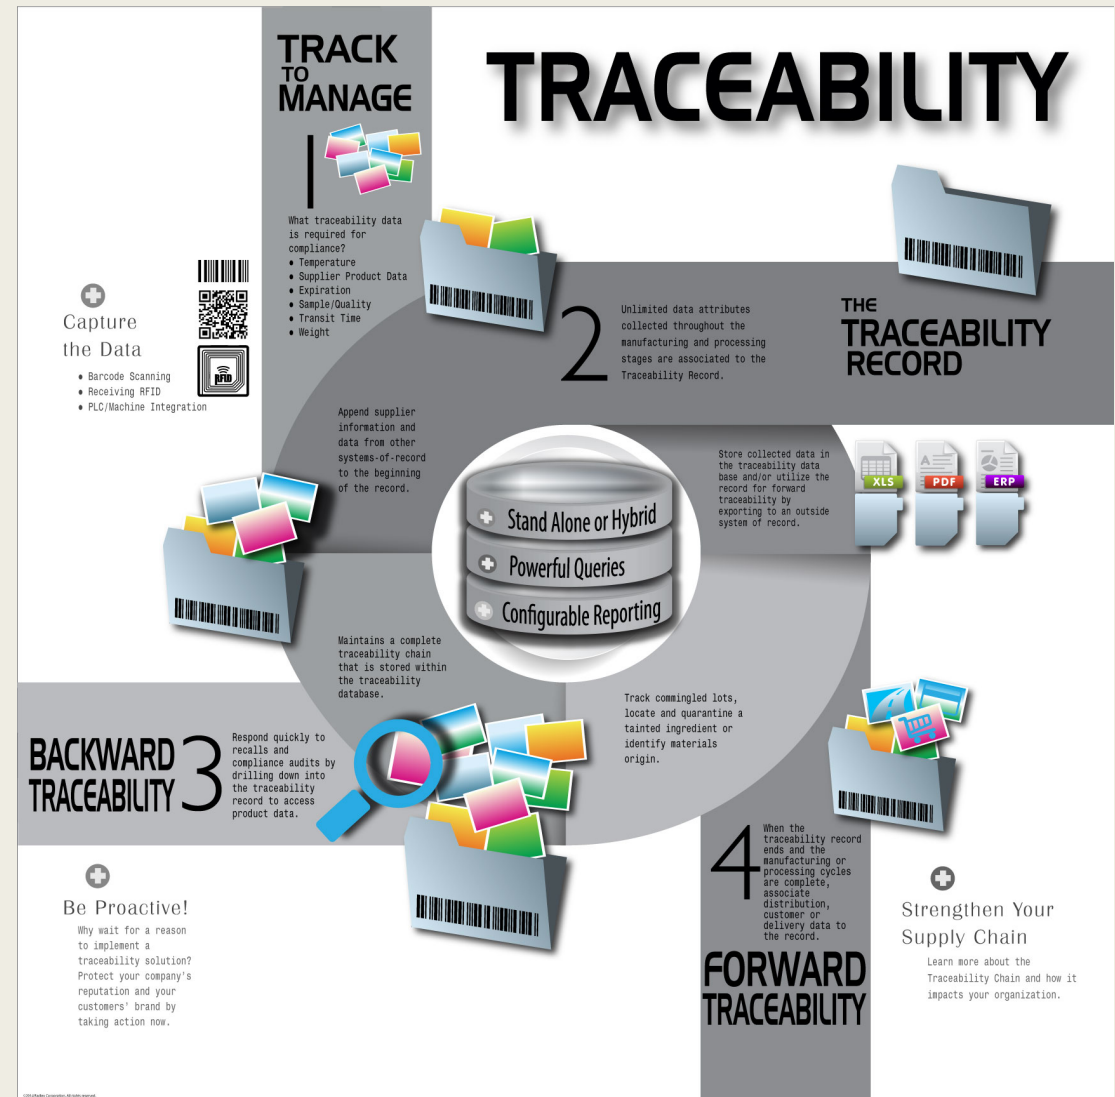 TRACK
TO
MANAGE
TRACEABILITY
1
What traceability data
is required for
compliance?
● Temperature
● Supplier Product Data
● Expiration
● Sample/Quality
● Transit Time
● Weight
Capture
the Data
● Barcode Scanning
● Receiving RFID
● PLC/Machine Integration
RFID
2
Unlimited data attributes
collected throughout the
manufacturing and processing
stages are associated to the
Traceability Record.
THE
TRACEABILITY
RECORD
Append supplier
information and
data from other
systems-of-record
to the beginning
of the record.
Store collected data in
the traceability data
base and/or utilize the
record for forward
traceability by
exporting to an outside
system of record.
XLS
PDF
ERP
Stand Alone or Hybrid
Powerful Queries
Configurable Reporting
Maintains a complete
traceability chain
that is stored within
the traceability
database.
Track commingled lots,
locate and quarantine a
tainted ingredient or
identify materials
origin.
BACKWARD
TRACEABILITY
3
Respond quickly to
recalls and
compliance audits by
drilling down into
the traceability
record to access
product data.
4
When the
traceability record
ends and the
manufacturing or
processing cycles
are complete,
associate
distribution,
customer or
delivery data to
the record.
FORWARD
TRACEABILITY
Be Proactive!
Why wait for a reason
to implement a
traceability solution?
Protect your company's
reputation and your
customers' brand by
taking action now.
Strengthen Your
Supply Chain
Learn more about the
Traceability Chain and how it
impacts your organization.
Corporation. All rights reserved.